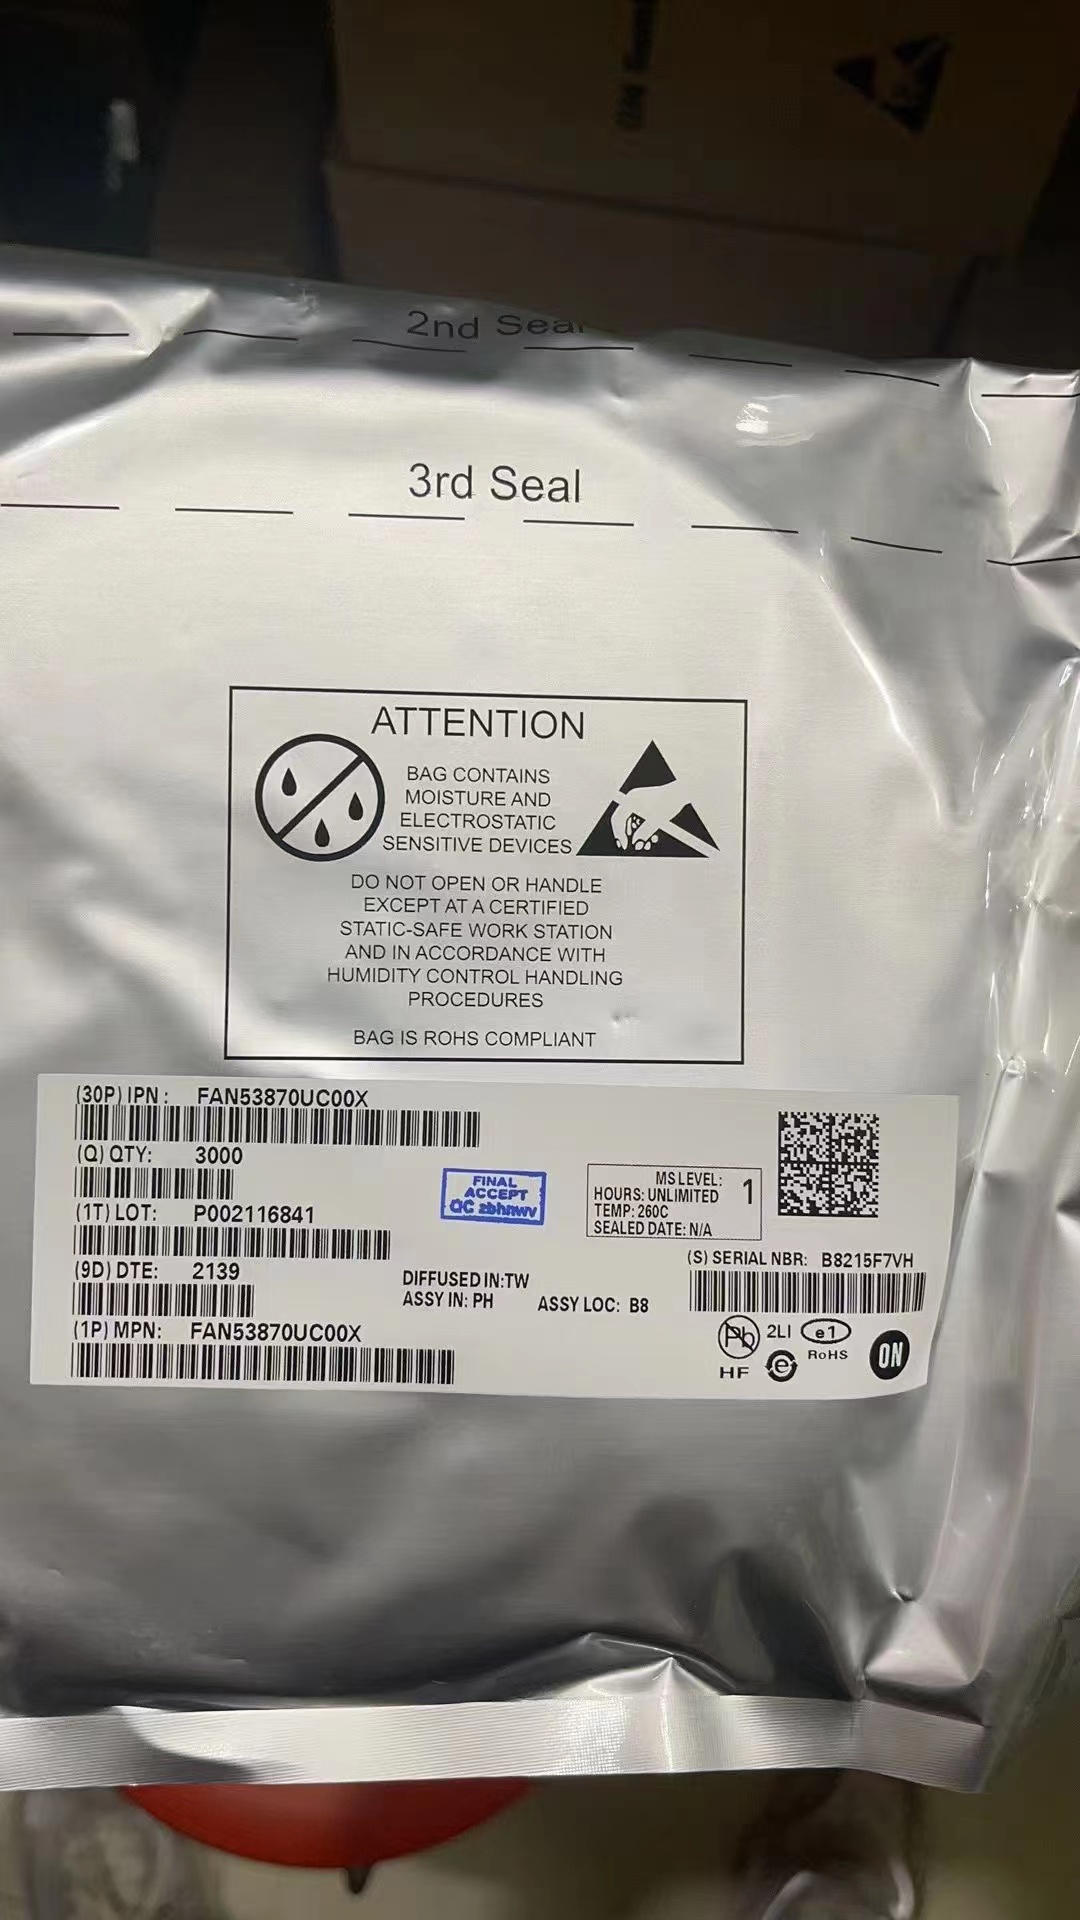 2nd Seal
3rd Seal
ATTENTION
BAG CONTAINS
MOISTURE AND
ELECTROSTATIC
SENSITIVE DEVICES
DO NOT OPEN OR HANDLE
EXCEPT AT A CERTIFIED
STATIC-SAFE WORK STATION
AND IN ACCORDANCE WITH
HUMIDITY CONTROL HANDLING
PROCEDURES
BAG IS ROHS COMPLIANT
(30P) IPN: FAN53870UC00X
(Q) QTY: 3000
(1T) LOT: P002116841
(9D) DTE: 2139
(1P) MPN: FAN53870UC00X
FINAL
ACCEPT
QC zbhnwv
DIFFUSED IN:TW
ASSY IN: PH ASSY LOC: B8
MS LEVEL: 1
HOURS: UNLIMITED
TEMP: 260C
SEALED DATE: N/A
(S) SERIAL NBR: B8215F7VH
Pb 2LI e1
HF e RoHS ON